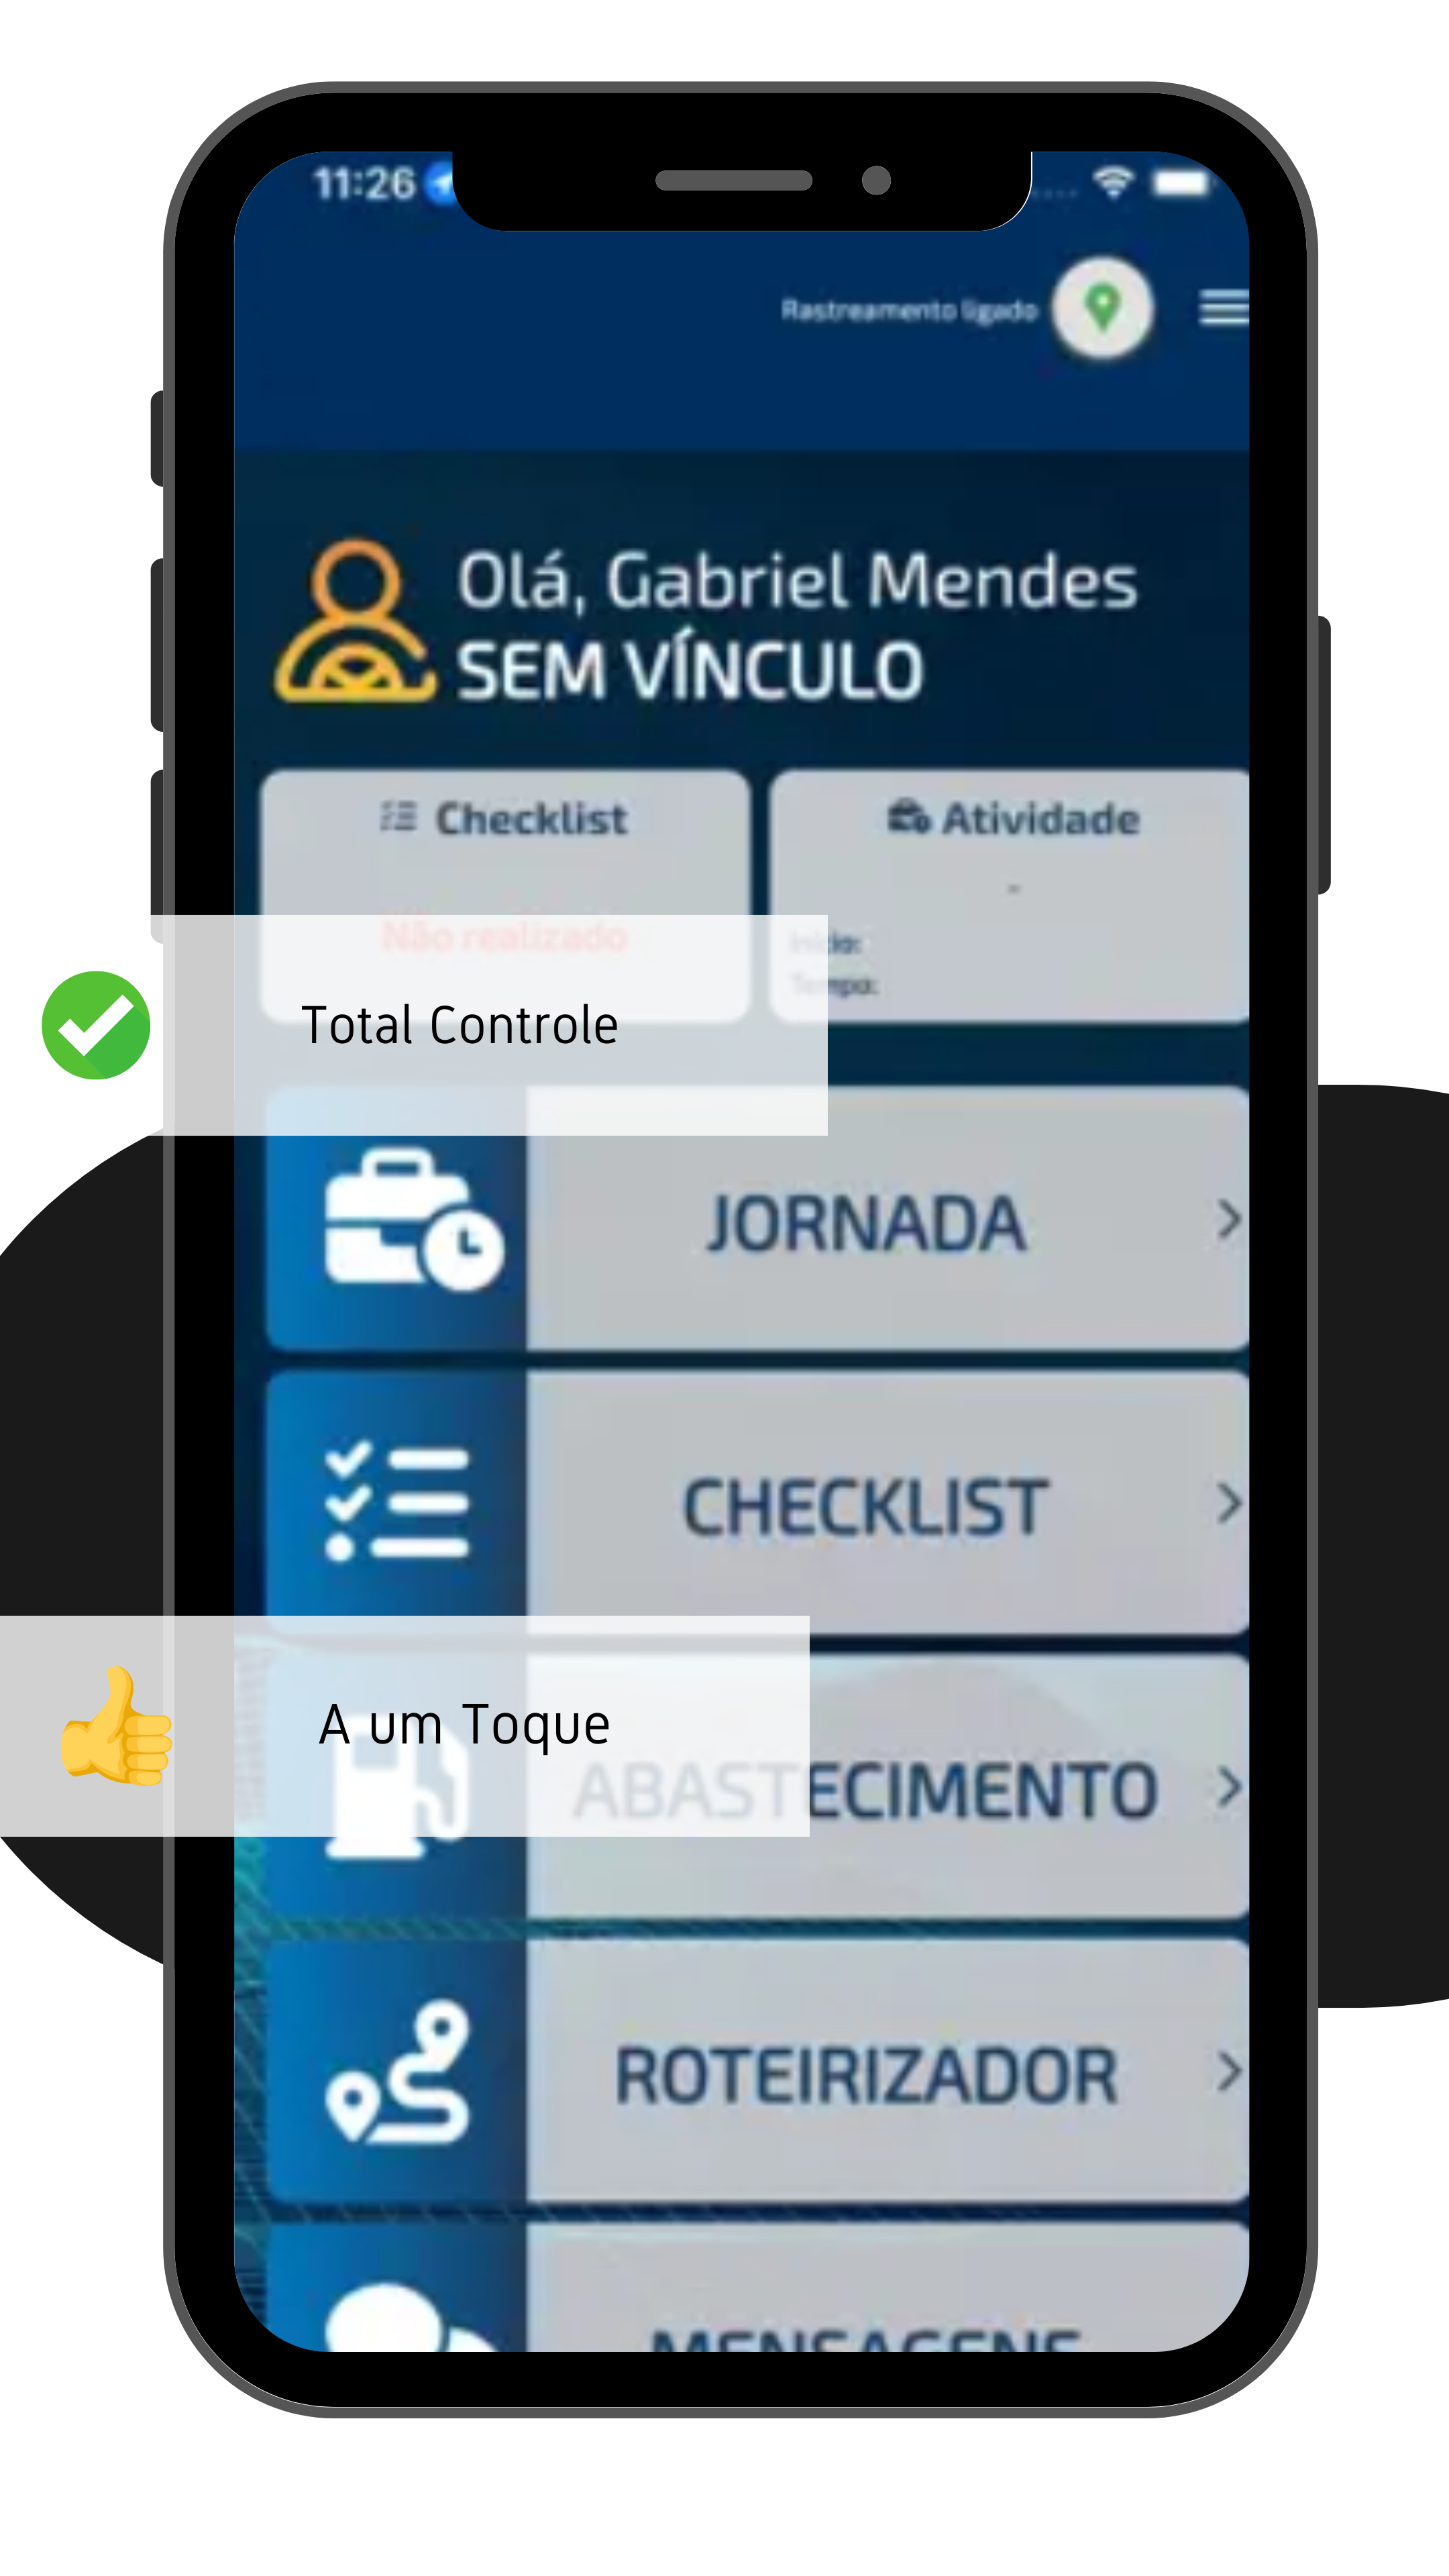 11:26
Rastreamento ligado
Olá, Gabriel Mendes
SEM VÍNCULO
Checklist
Atividade
-
Não realizado
Início:
Tempo:
Total Controle
JORNADA
CHECKLIST
A um Toque
ABASTECIMENTO
ROTEIRIZADOR
MENSAGENS